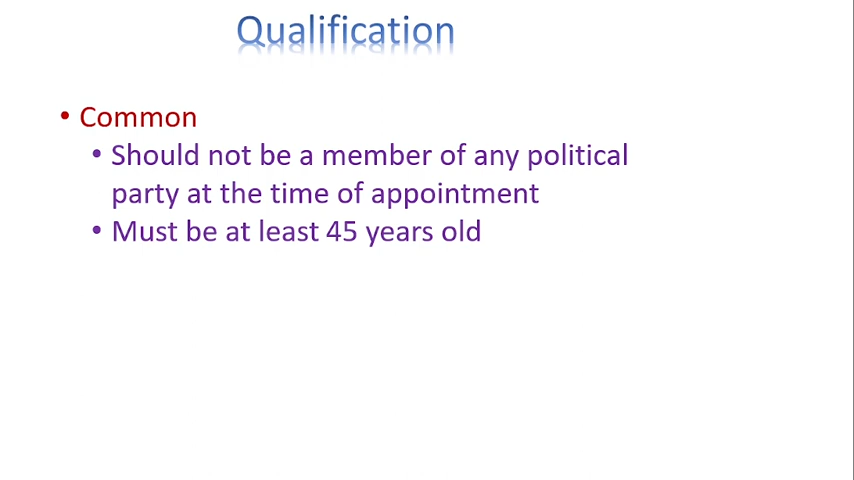 Qualification
• Common
• Should not be a member of any political
party at the time of appointment
• Must be at least 45 years old